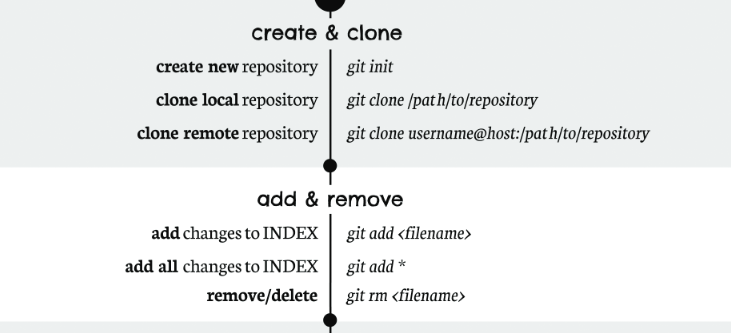 create & clone
create new repository git init
clone local repository git clone /path/to/repository
clone remote repository git clone username@host:/path/to/repository
add & remove
add changes to INDEX git add <filename>
add all changes to INDEX git add *
remove/delete git rm <filename>